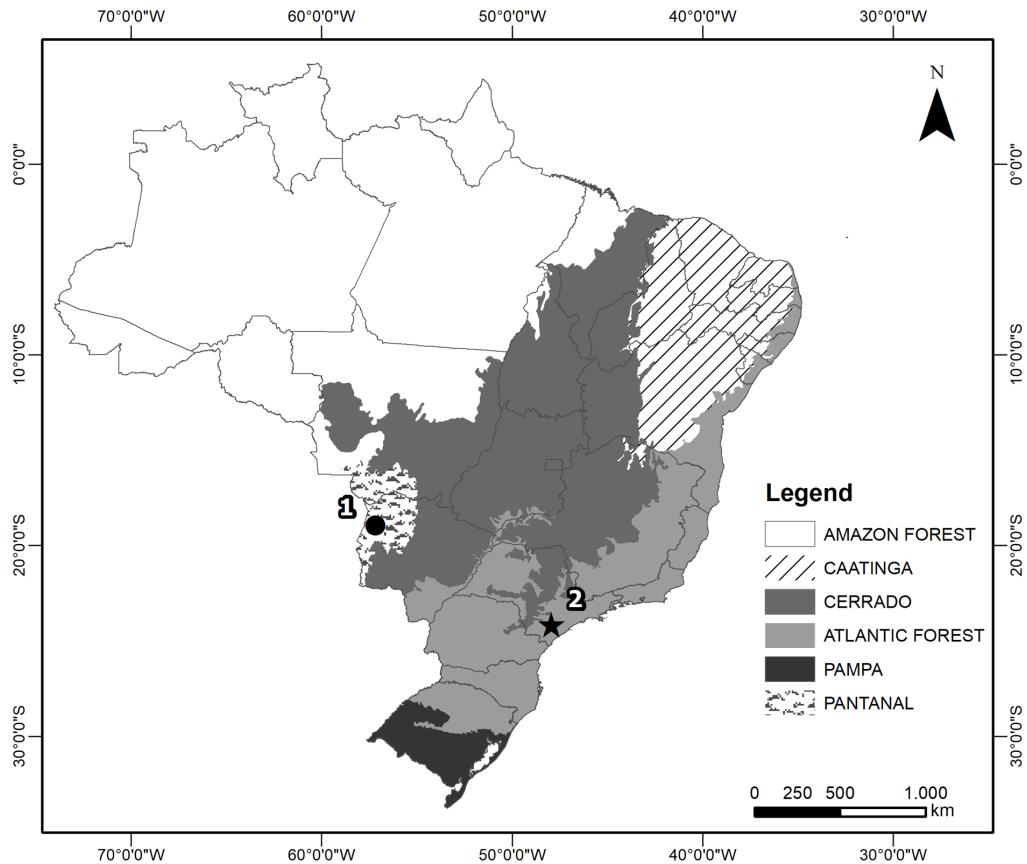 70°0'0"W 60°0'0"W 50°0'0"W 40°0'0"W 30°0'0"W
N
0°0'0" 0°0'0"
10°0'0"S 10°0'0"S
1
Legend
AMAZON FOREST
20°0'0"S 20°0'0"S
CAATINGA
2
CERRADO
ATLANTIC FOREST
PAMPA
PANTANAL
30°0'0"S 30°0'0"S
0 250 500 1.000
km
70°0'0"W 60°0'0"W 50°0'0"W 40°0'0"W 30°0'0"W